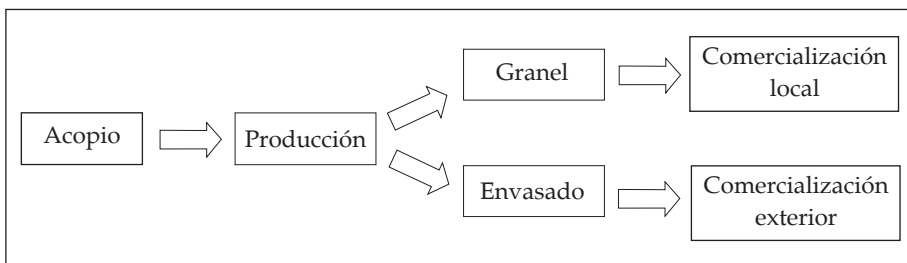 Acopio
Producción
Granel
Comercialización
local
Envasado
Comercialización
exterior